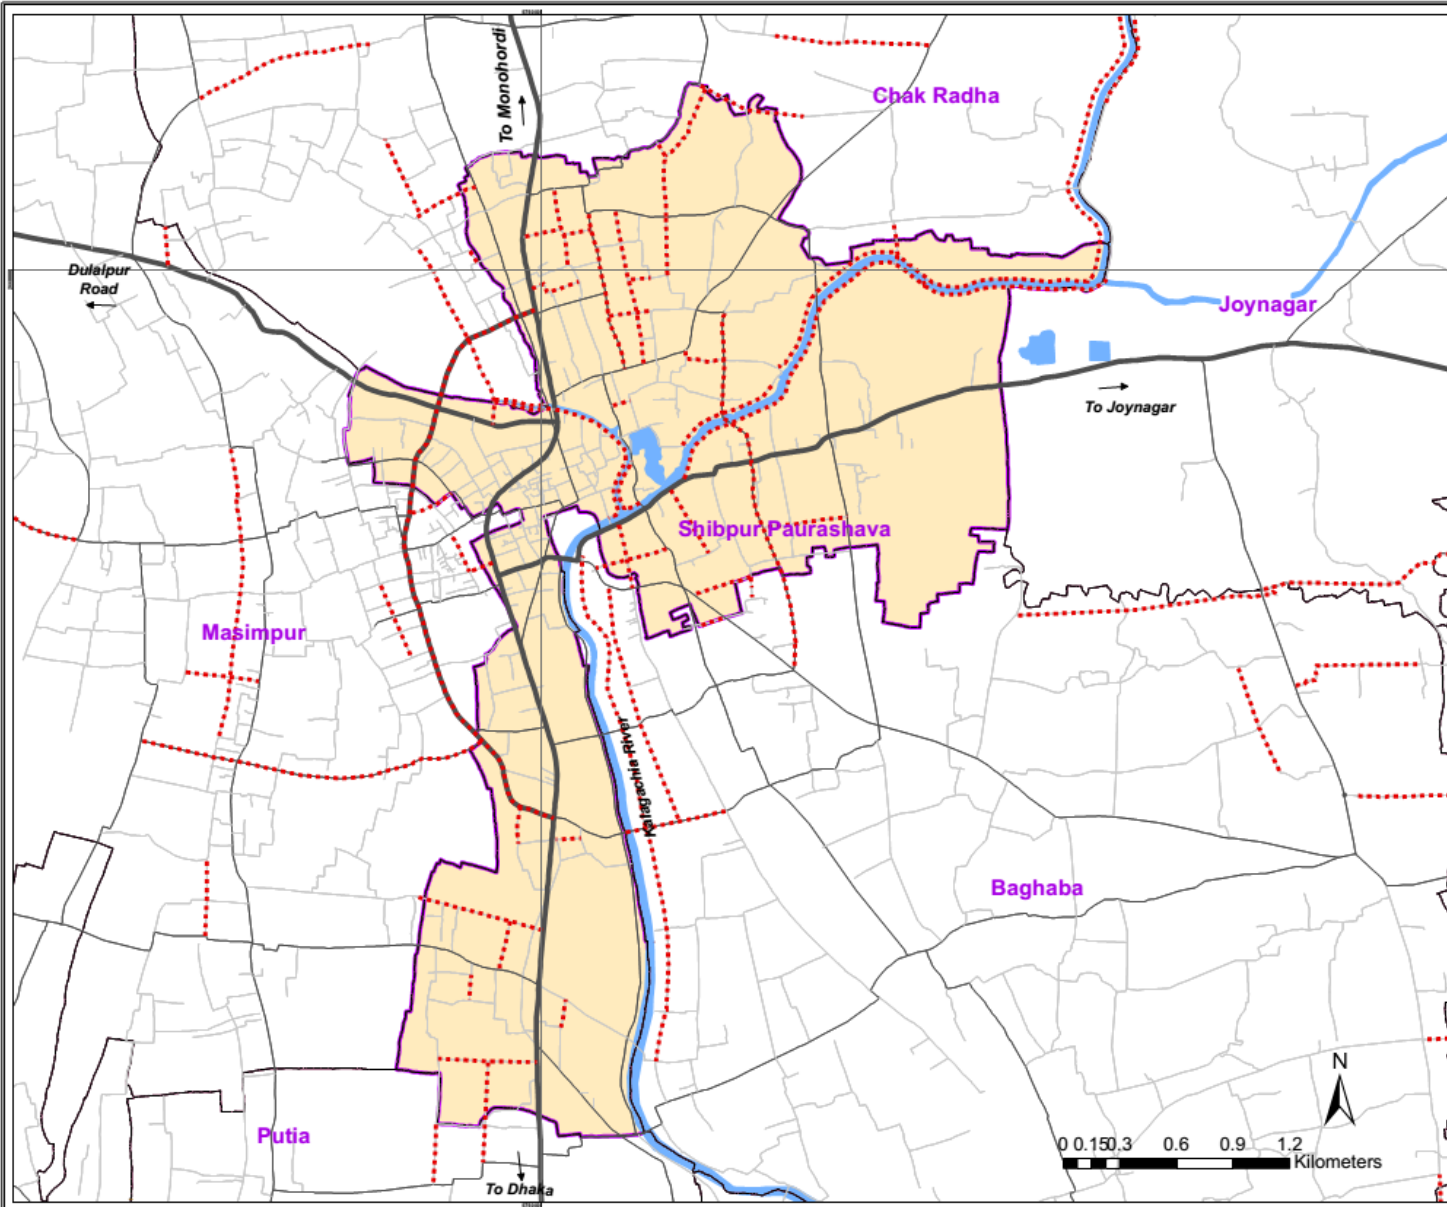 To Monohordi
Chak Radha
Dulalpur
Road
Joynagar
To Joynagar
Shibpur Paurashava
Masimpur
Kalagachia River
Baghaba
N
Putia
0 0.15 0.3 0.6 0.9 1.2
Kilometers
To Dhaka